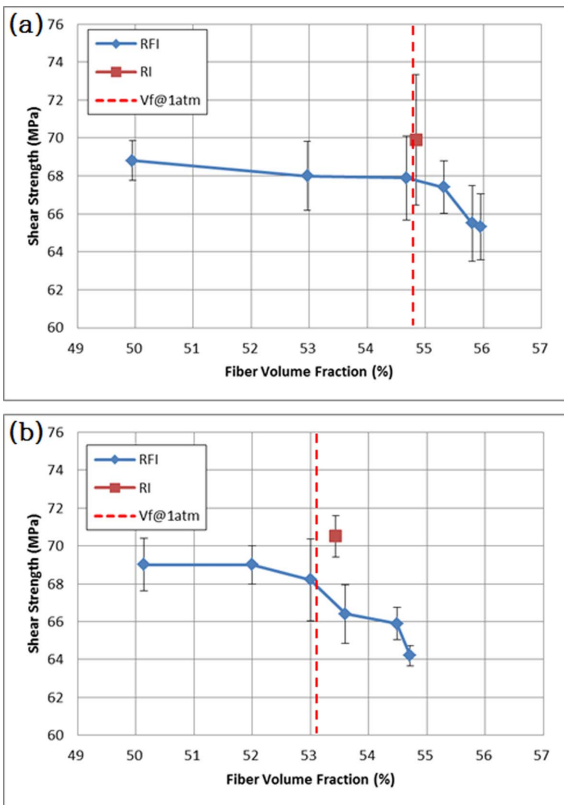 (a)
76
74
72
70
68
66
64
62
60
Shear Strength (MPa)
RFI
RI
Vf@1atm
49 50 51 52 53 54 55 56 57
Fiber Volume Fraction (%)
(b)
76
74
72
70
68
66
64
62
60
Shear Strength (MPa)
RFI
RI
Vf@1atm
49 50 51 52 53 54 55 56 57
Fiber Volume Fraction (%)